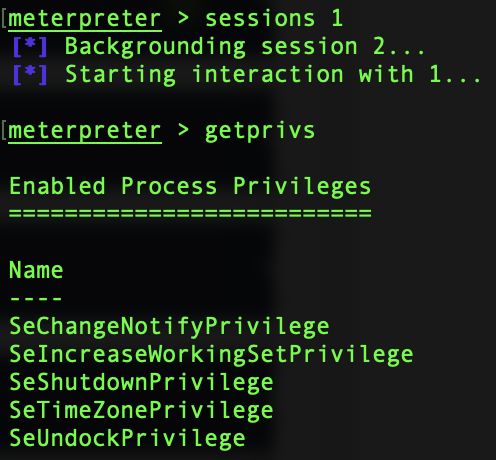 [meterpreter > sessions 1
[*] Backgrounding session 2...
[*] Starting interaction with 1...
[meterpreter > getprivs
Enabled Process Privileges
==========================
Name
----
SeChangeNotifyPrivilege
SeIncreaseWorkingSetPrivilege
SeShutdownPrivilege
SeTimeZonePrivilege
SeUndockPrivilege